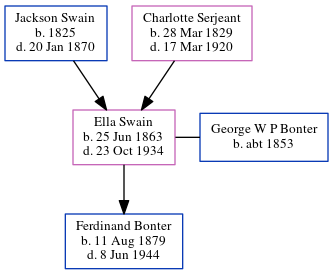 Jackson Swain
b. 1825
d. 20 Jan 1870
Charlotte Serjeant
b. 28 Mar 1829
d. 17 Mar 1920
Ella Swain
b. 25 Jun 1863
d. 23 Oct 1934
George W P Bonter
b. abt 1853
Ferdinand Bonter
b. 11 Aug 1879
d. 8 Jun 1944